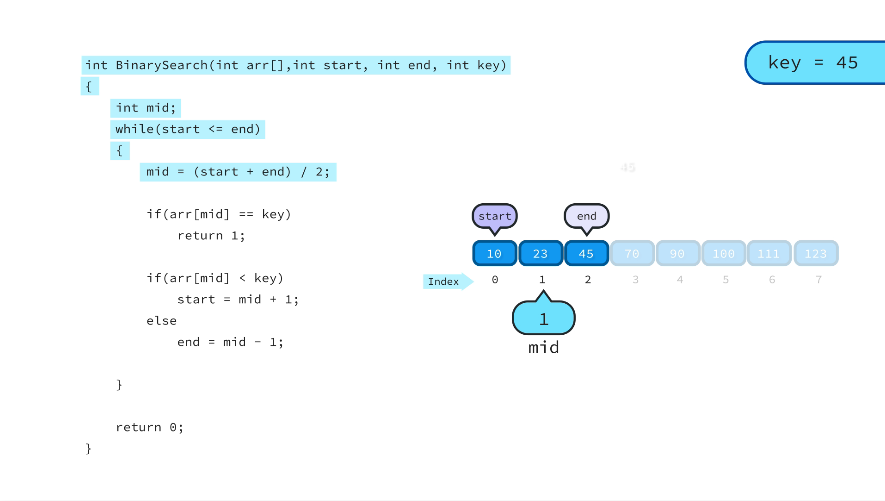 key = 45
int BinarySearch(int arr[],int start, int end, int key)
{
int mid;
while(start <= end)
{
mid = (start + end) / 2;
if(arr[mid] == key)
return 1;
if(arr[mid] < key)
start = mid + 1;
else
end = mid - 1;
}
return 0;
}
45
start end
10 23 45 70 90 100 111 123
Index 0 1 2 3 4 5 6 7
1
mid